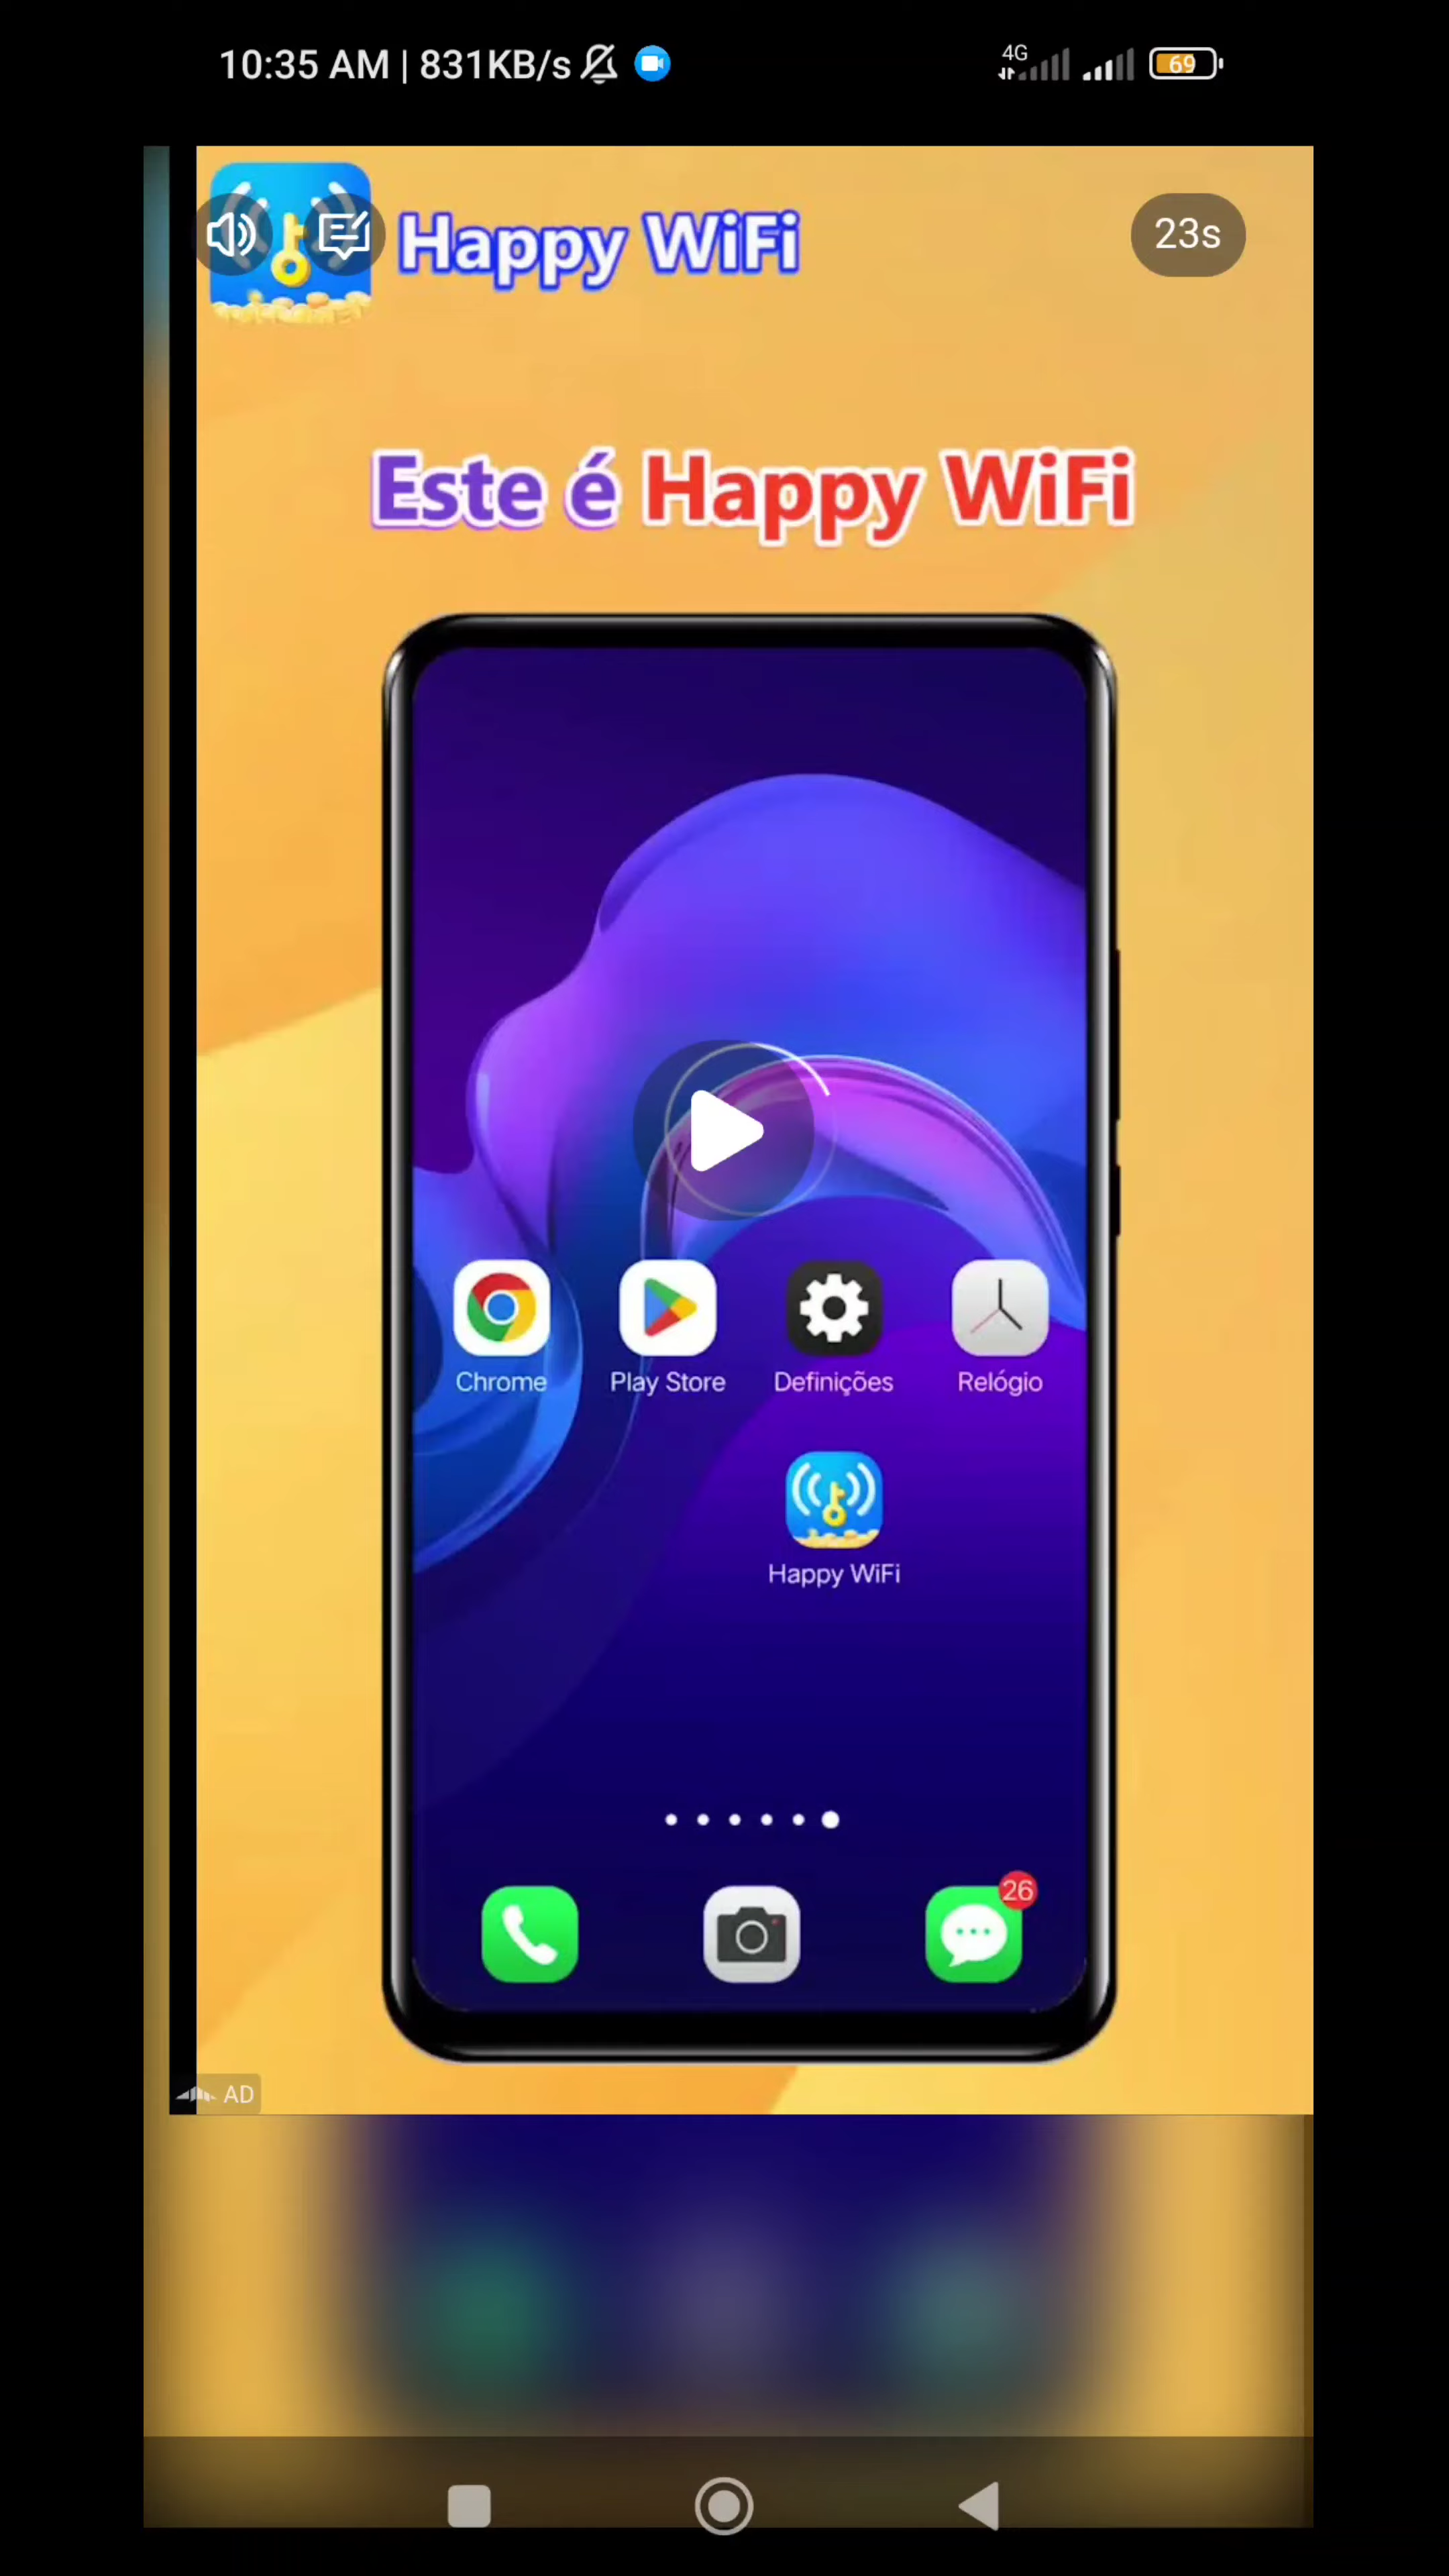 10:35 AM | 831KB/s
4G
69
Happy WiFi
23s
Este é Happy WiFi
Chrome
Play Store
Definições
Relógio
Happy WiFi
26
AD